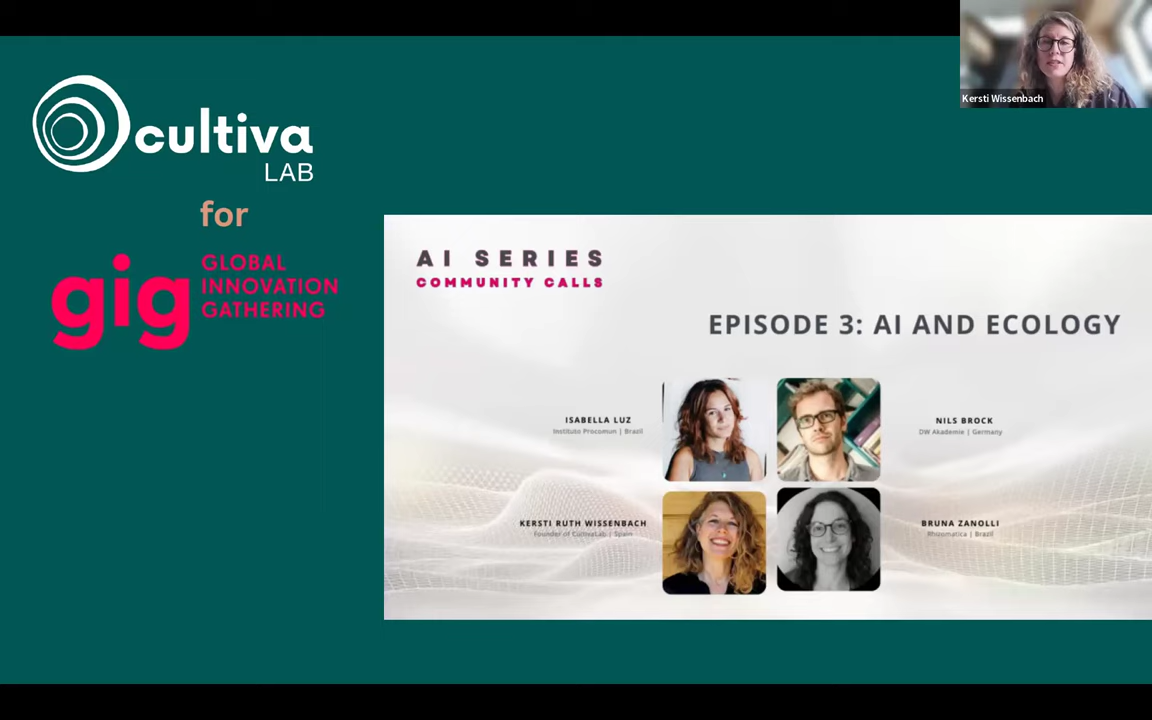 Kersti Wissenbach
cultiva
LAB
for
gig
GLOBAL
INNOVATION
GATHERING
AI SERIES
COMMUNITY CALLS
EPISODE 3: AI AND ECOLOGY
ISABELLA LUZ
Instituto Procomun | Brazil
NILS BROCK
DW Akademie | Germany
KERSTI RUTH WISSENBACH
Founder of CultivaLab | Spain
BRUNA ZANOLLI
Rhizomatica | Brazil